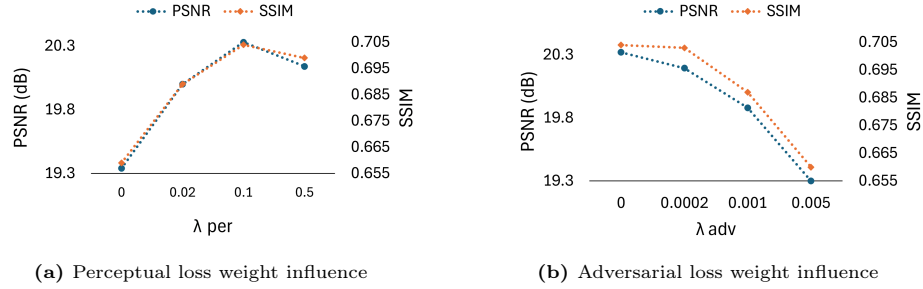 PSNR SSIM
20.3
19.8
19.3
PSNR (dB)
0.705
0.695
0.685
0.675
0.665
0.655
SSIM
0 0.02 0.1 0.5
λ per
(a) Perceptual loss weight influence
PSNR SSIM
20.3
19.8
19.3
PSNR (dB)
0.705
0.695
0.685
0.675
0.665
0.655
SSIM
0 0.0002 0.001 0.005
λ adv
(b) Adversarial loss weight influence